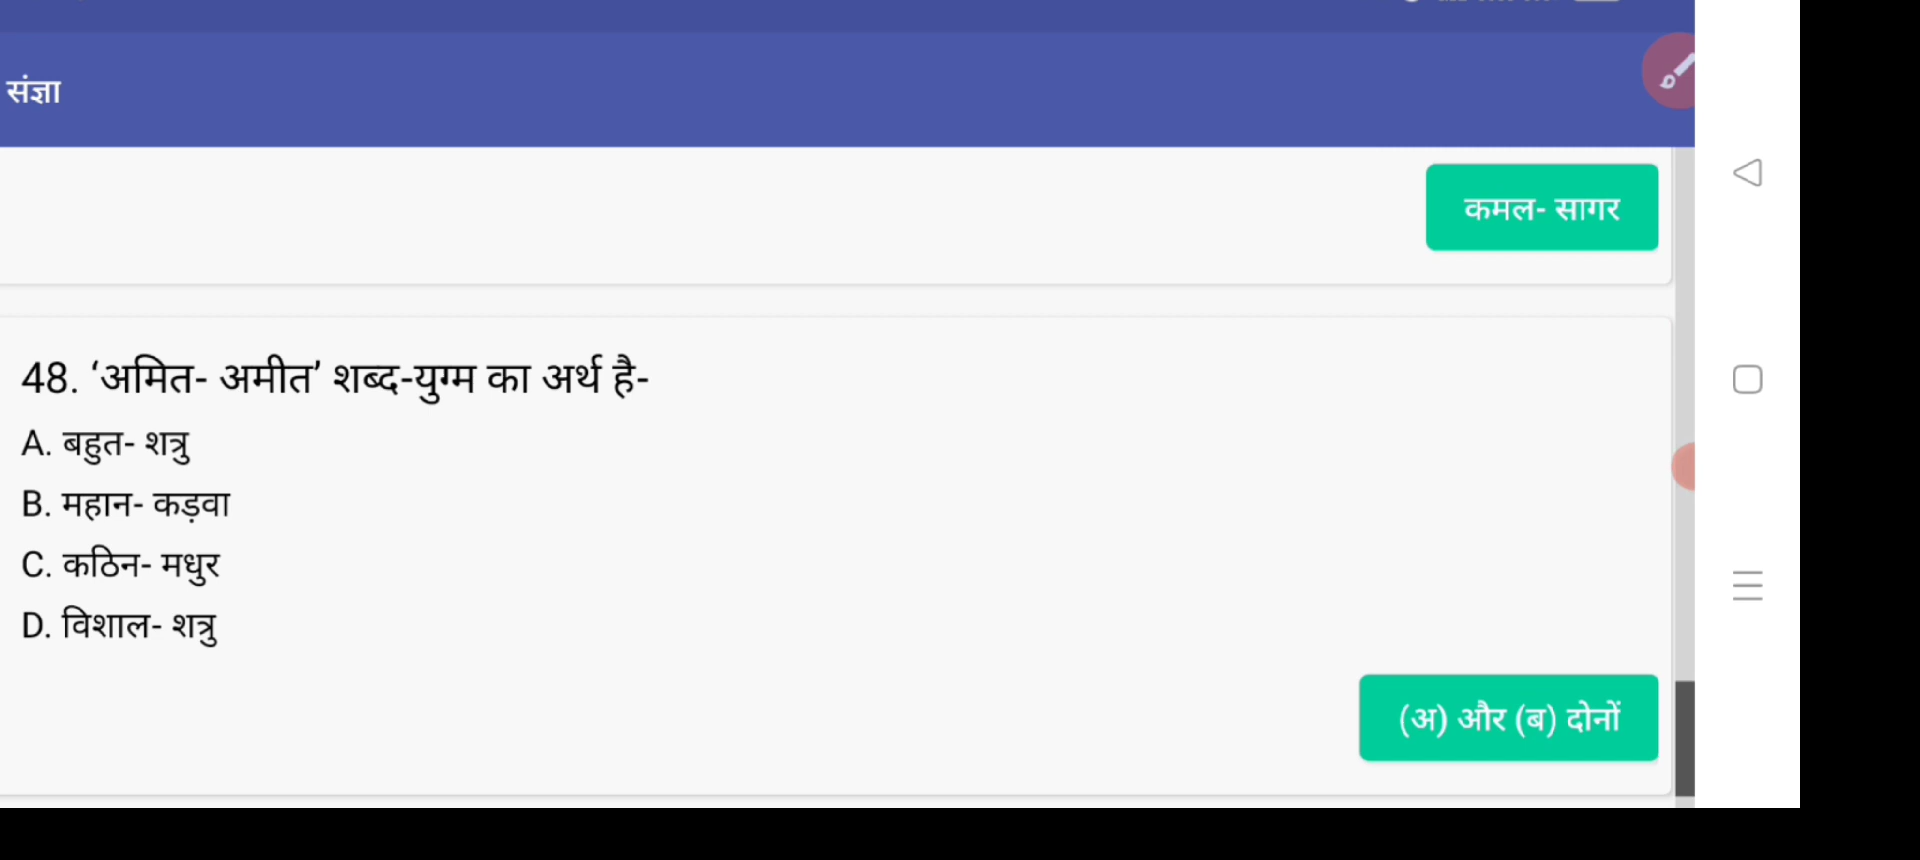 संज्ञा
कमल- सागर
48. ‘अमित- अमीत’ शब्द-युग्म का अर्थ है-
A. बहुत- शत्रु
B. महान- कड़वा
C. कठिन- मधुर
D. विशाल- शत्रु
(अ) और (ब) दोनों